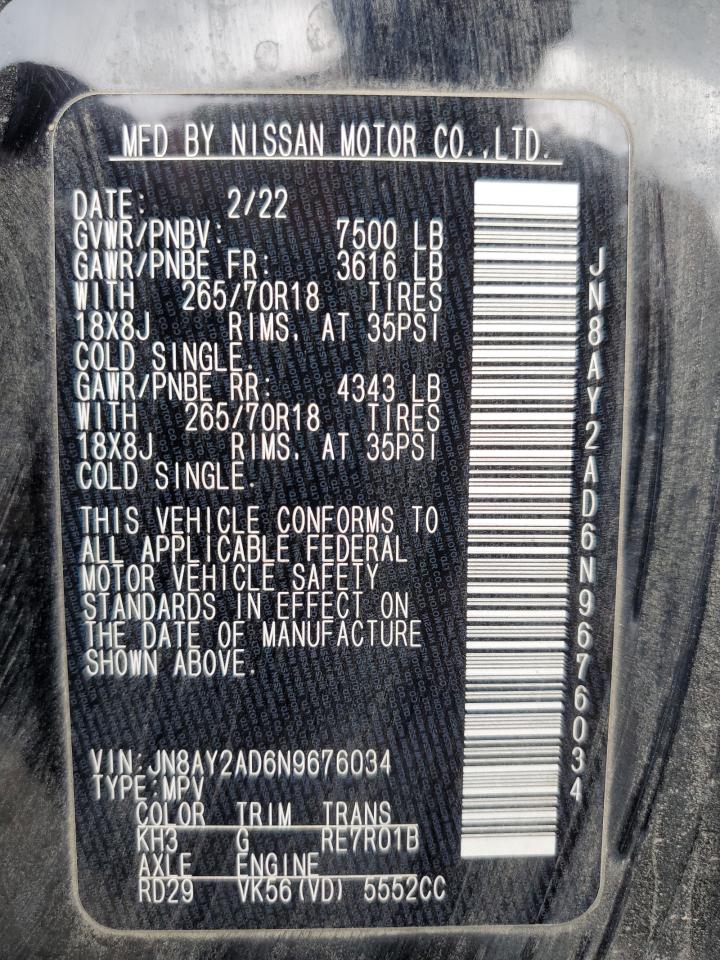 MFD BY NISSAN MOTOR CO.,LTD.
DATE: 2/22
GVWR/PNBV: 7500 LB
GAWR/PNBE FR: 3616 LB
WITH 265/70R18 TIRES
18X8J RIMS. AT 35PSI
COLD SINGLE.
GAWR/PNBE RR: 4343 LB
WITH 265/70R18 TIRES
18X8J RIMS. AT 35PSI
COLD SINGLE.
THIS VEHICLE CONFORMS TO
ALL APPLICABLE FEDERAL
MOTOR VEHICLE SAFETY
STANDARDS IN EFFECT ON
THE DATE OF MANUFACTURE
SHOWN ABOVE.
VIN:JN8AY2AD6N9676034
TYPE:MPV
COLOR TRIM TRANS
KH3 G RE7R01B
AXLE ENGINE
RD29 VK56(VD) 5552CC
JN8AY2AD6N9676034